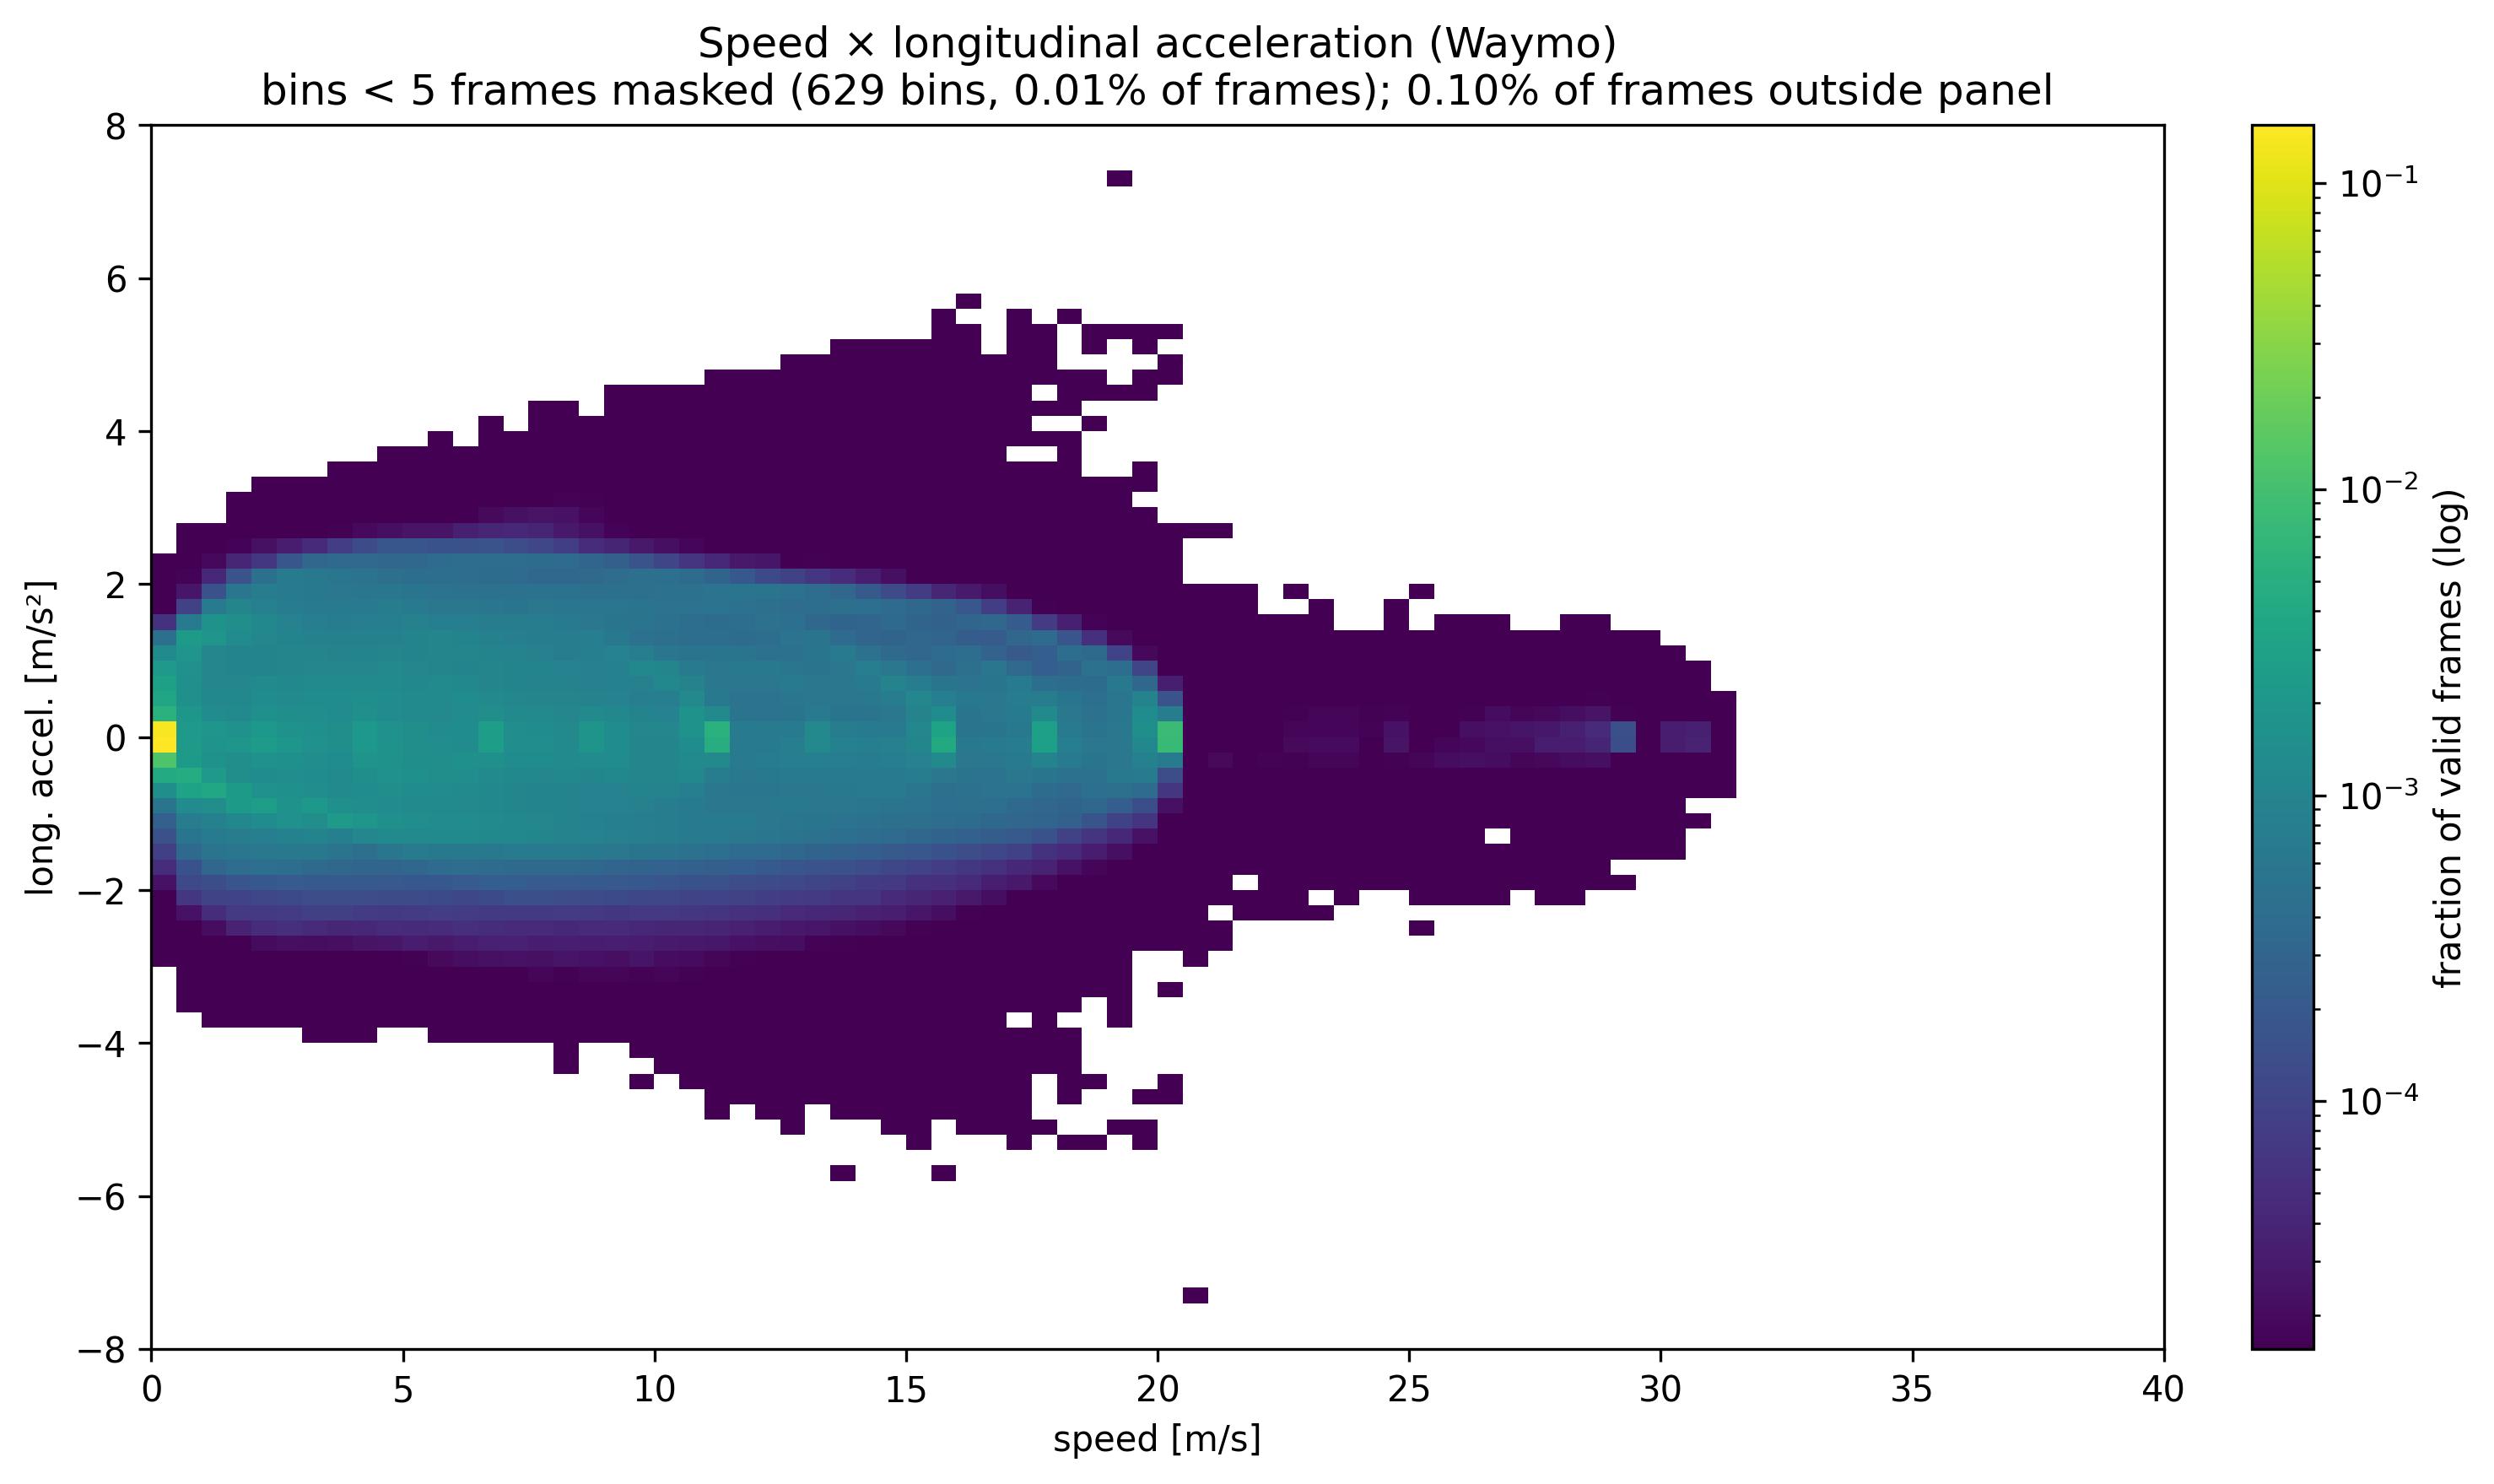 Speed × longitudinal acceleration (Waymo)
bins < 5 frames masked (629 bins, 0.01% of frames); 0.10% of frames outside panel
8
6
4
2
0
−2
−4
−6
−8
long. accel. [m/s²]
0 5 10 15 20 25 30 35 40
speed [m/s]
10⁻¹
10⁻²
10⁻³
10⁻⁴
fraction of valid frames (log)